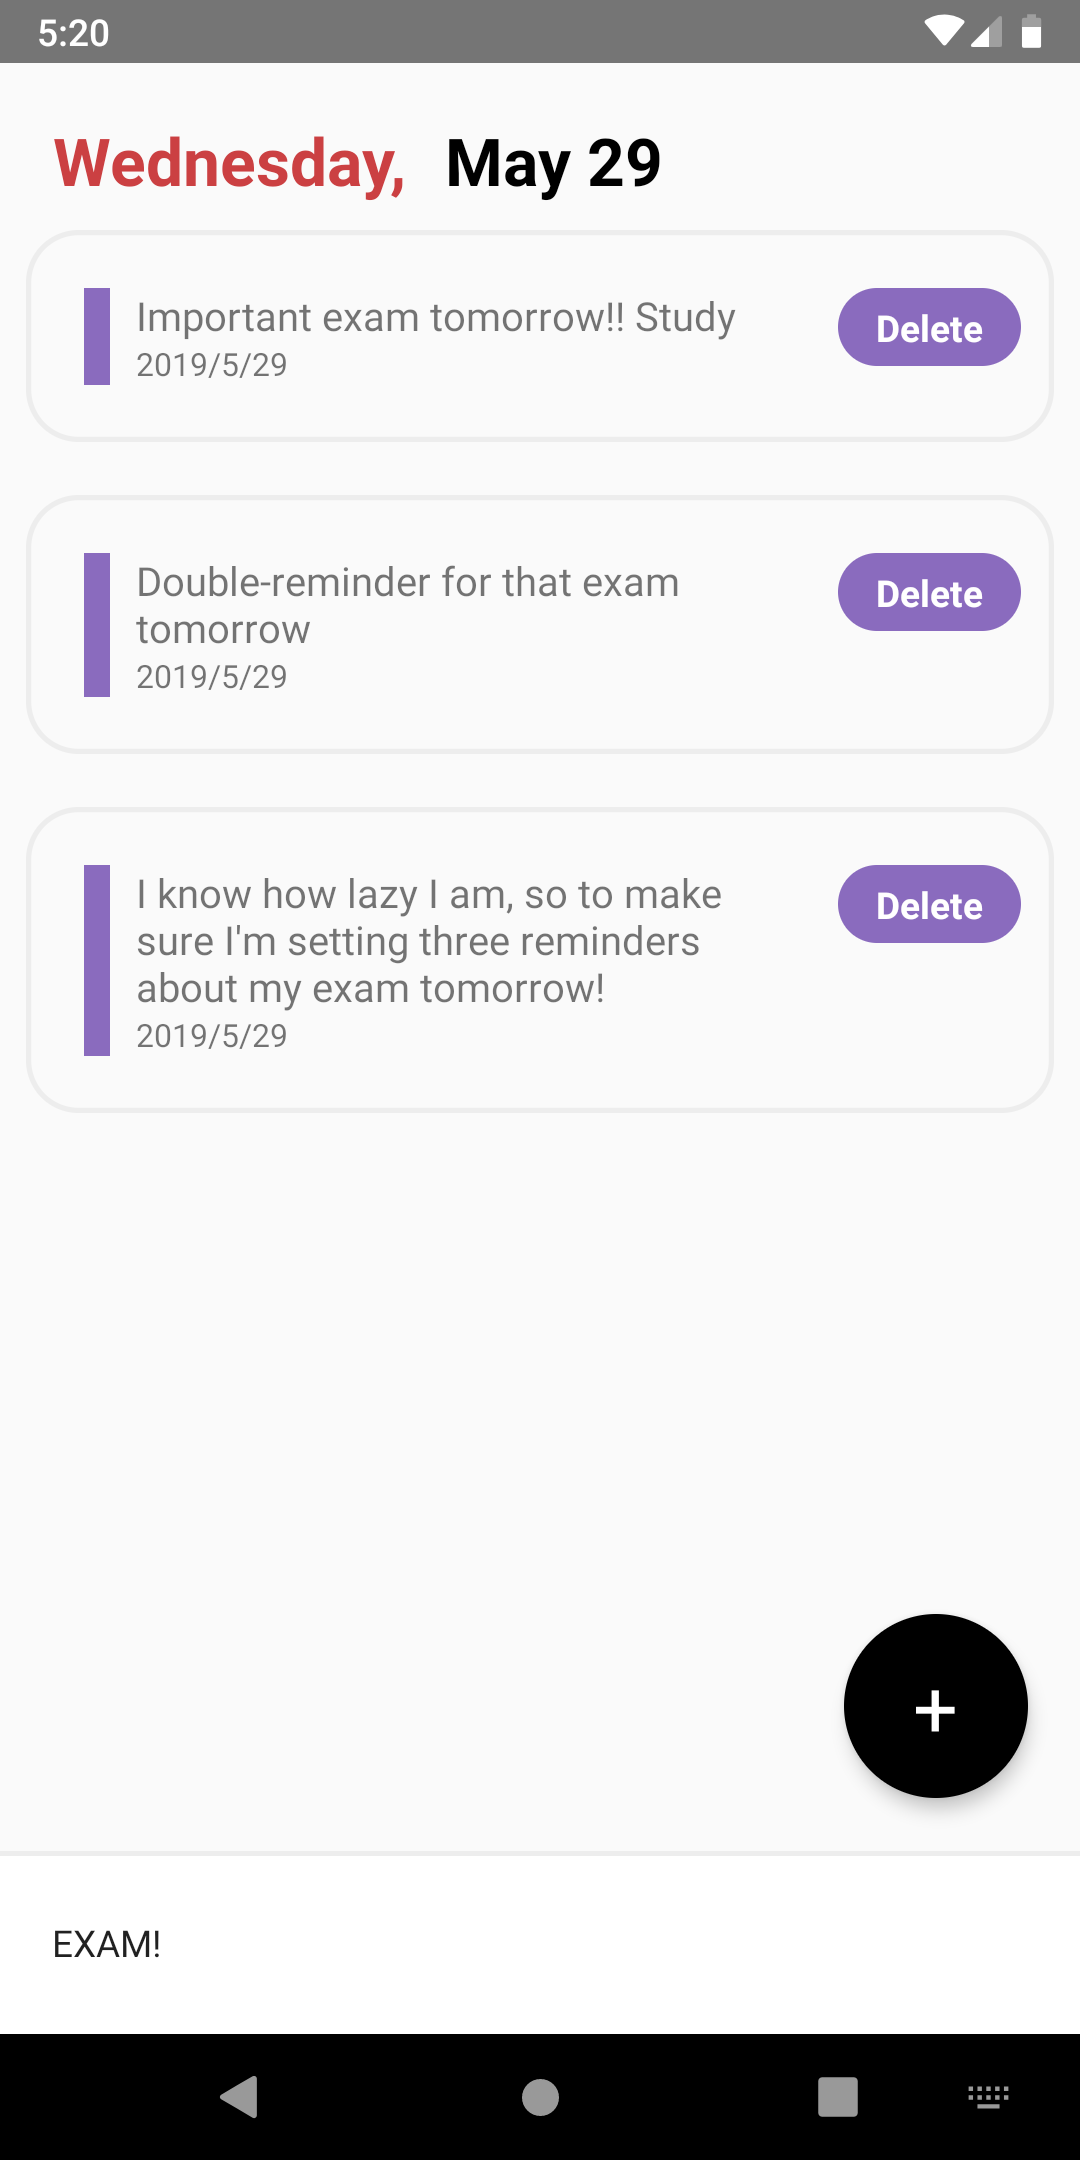 5:20
Wednesday, May 29
Important exam tomorrow!! Study
2019/5/29
Delete
Double-reminder for that exam
tomorrow
2019/5/29
Delete
I know how lazy I am, so to make
sure I'm setting three reminders
about my exam tomorrow!
2019/5/29
Delete
+
EXAM!